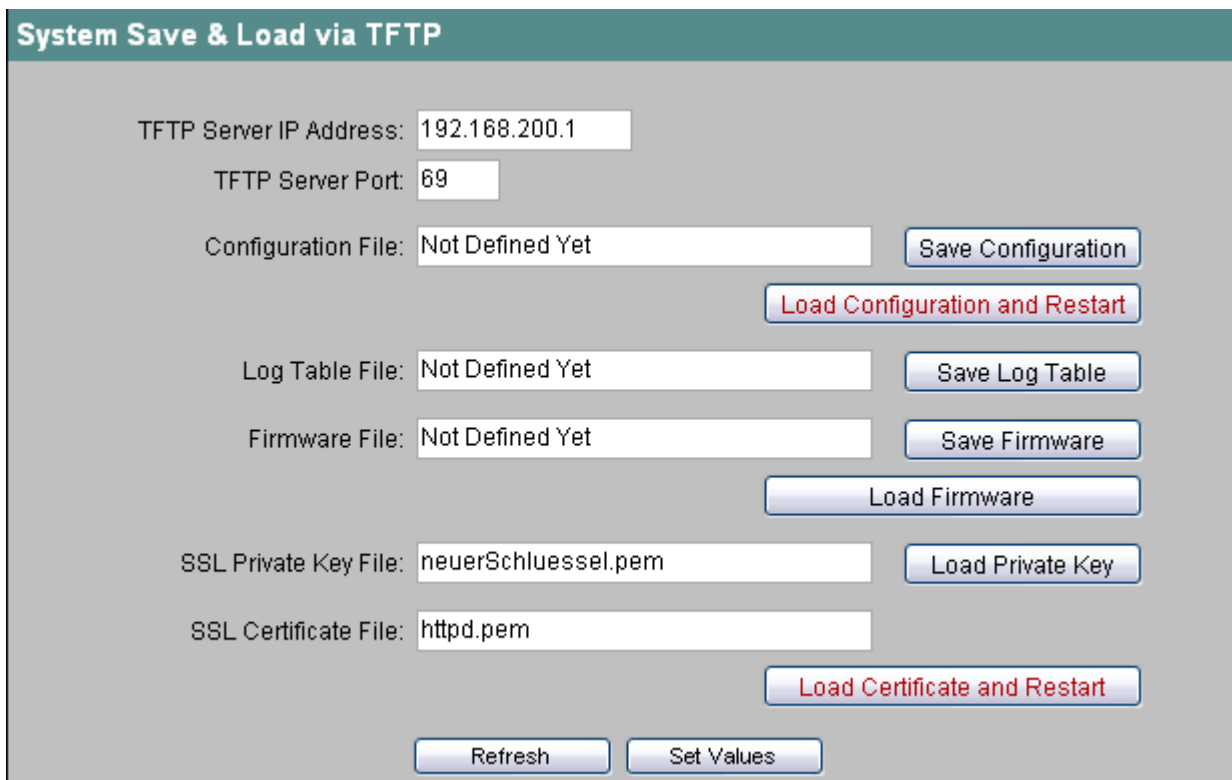 System Save & Load via TFTP
TFTP Server IP Address: 192.168.200.1
TFTP Server Port: 69
Configuration File: Not Defined Yet Save Configuration
Load Configuration and Restart
Log Table File: Not Defined Yet Save Log Table
Firmware File: Not Defined Yet Save Firmware
Load Firmware
SSL Private Key File: neuerSchluessel.pem Load Private Key
SSL Certificate File: httpd.pem
Load Certificate and Restart
Refresh Set Values